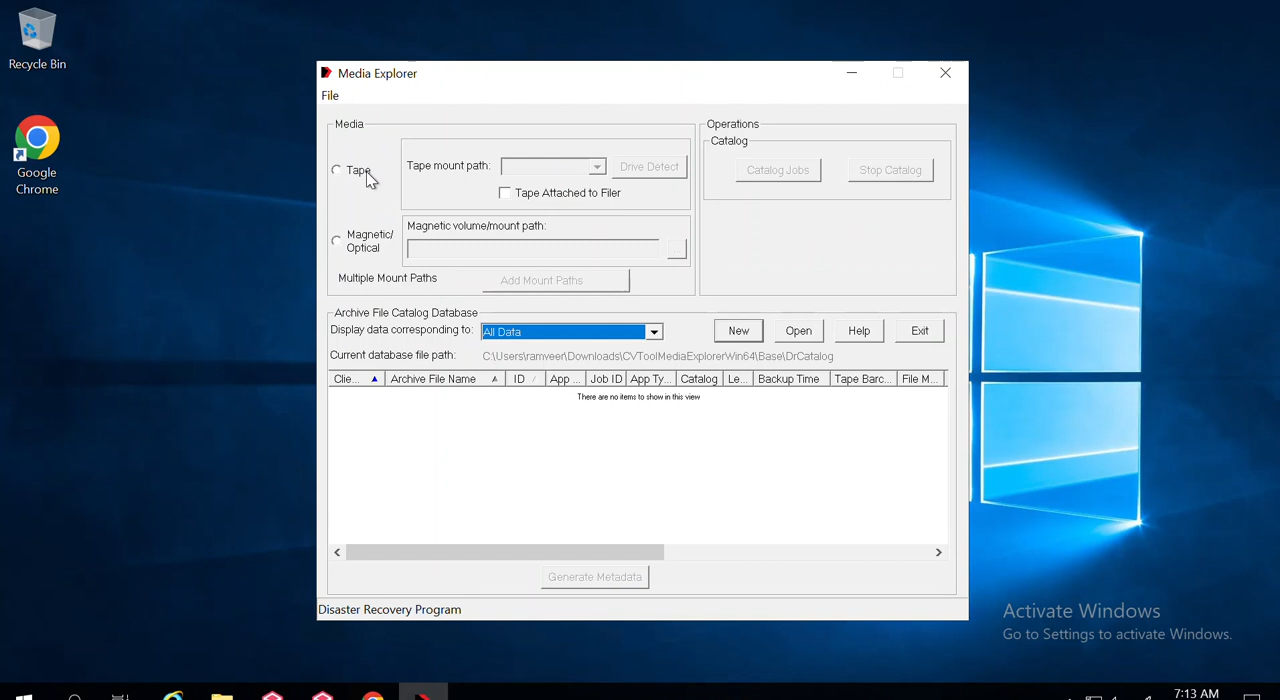 Recycle Bin
Google
Chrome
Media Explorer
File
Media
Tape
Tape mount path:
Drive Detect
Tape Attached to Filer
Magnetic/
Optical
Magnetic volume/mount path:
Multiple Mount Paths
Add Mount Paths
Operations
Catalog
Catalog Jobs
Stop Catalog
Archive File Catalog Database
Display data corresponding to:
All Data
New
Open
Help
Exit
Current database file path:
C:\Users\ramveer\Downloads\CVToolMediaExplorerWin64\Base\DrCatalog
Clie...
Archive File Name
ID
App ...
Job ID
App Ty...
Catalog
Le...
Backup Time
Tape Barc...
File M...
There are no items to show in this view
Generate Metadata
Disaster Recovery Program
Activate Windows
Go to Settings to activate Windows.
7:13 AM